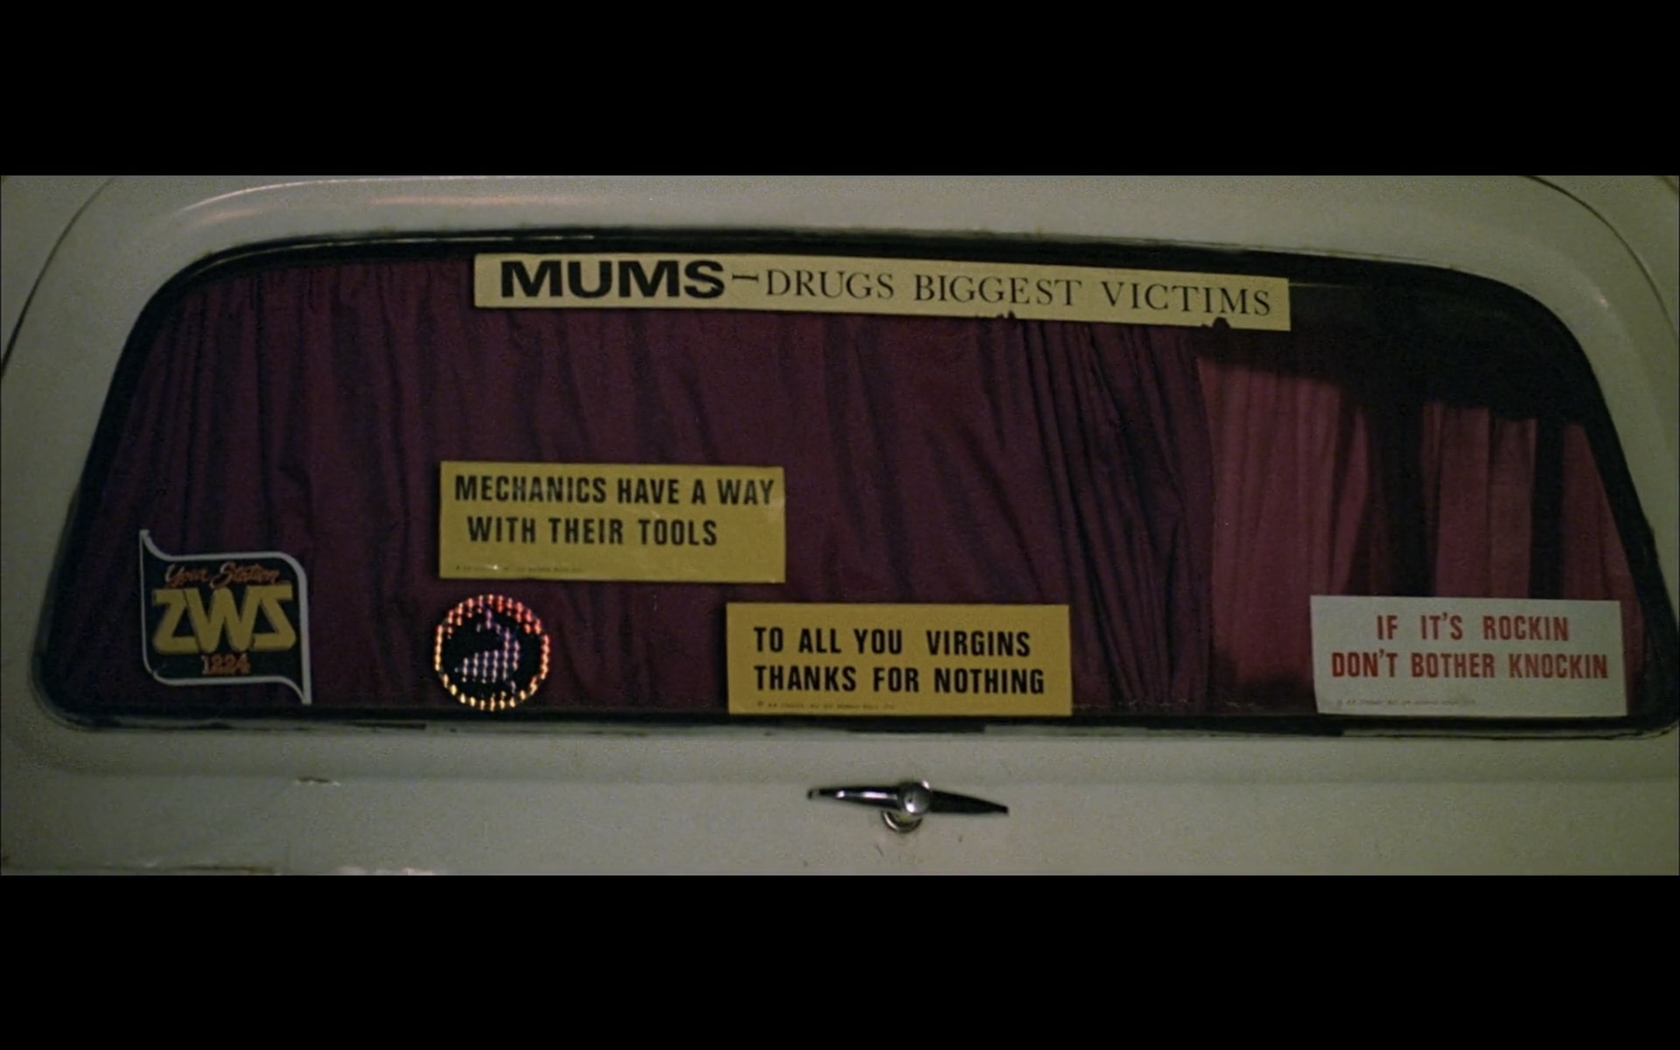 MUMS-DRUGS BIGGEST VICTIMS
MECHANICS HAVE A WAY
WITH THEIR TOOLS
Your Station
2WS
1224
TO ALL YOU VIRGINS
THANKS FOR NOTHING
IF IT'S ROCKIN
DON'T BOTHER KNOCKIN